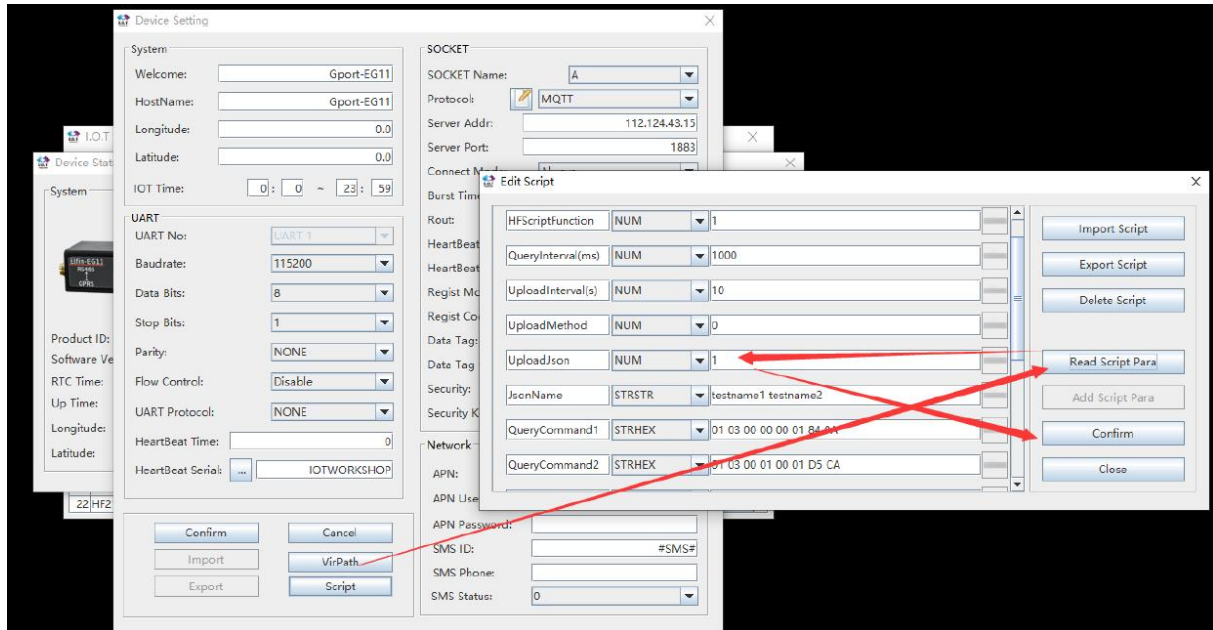 Device Setting
System
Welcome: Gport-EG11
HostName: Gport-EG11
Longitude: 0.0
Latitude: 0.0
IOT Time: 0 : 0 ~ 23 : 59
UART
UART No: UART 1
Baudrate: 115200
Data Bits: 8
Stop Bits: 1
Parity: NONE
Flow Control: Disable
UART Protocol: NONE
HeartBeat Time: 0
HeartBeat Serial: ... IOTWORKSHOP
Confirm Cancel
Import VirPath
Export Script
SOCKET
SOCKET Name: A
Protocol: MQTT
Server Addr: 112.124.43.15
Server Port: 1883
Connect
Burst Time
Rout:
HeartBeat
HeartBeat
Regist
Regist
Data Tag:
Data Tag
Security:
Security
Network
APN:
APN
APN Password:
SMS ID: #SMS#
SMS Phone:
SMS Status: 0
I.O.T
Device
System
Elfin-EG11
RS485
GPRS
Product ID:
Software
RTC Time:
Up Time:
Longitude:
Latitude:
22 HF2
Edit Script
HFScriptFunction NUM 1
QueryInterval(ms) NUM 1000
UploadInterval(s) NUM 10
UploadMethod NUM 0
UploadJson NUM 1
JsonName STRSTR testname1 testname2
QueryCommand1 STRHEX 01 03 00 00 00 01 84 0A
QueryCommand2 STRHEX 01 03 00 01 00 01 D5 CA
Import Script
Export Script
Delete Script
Read Script Para
Add Script Para
Confirm
Close